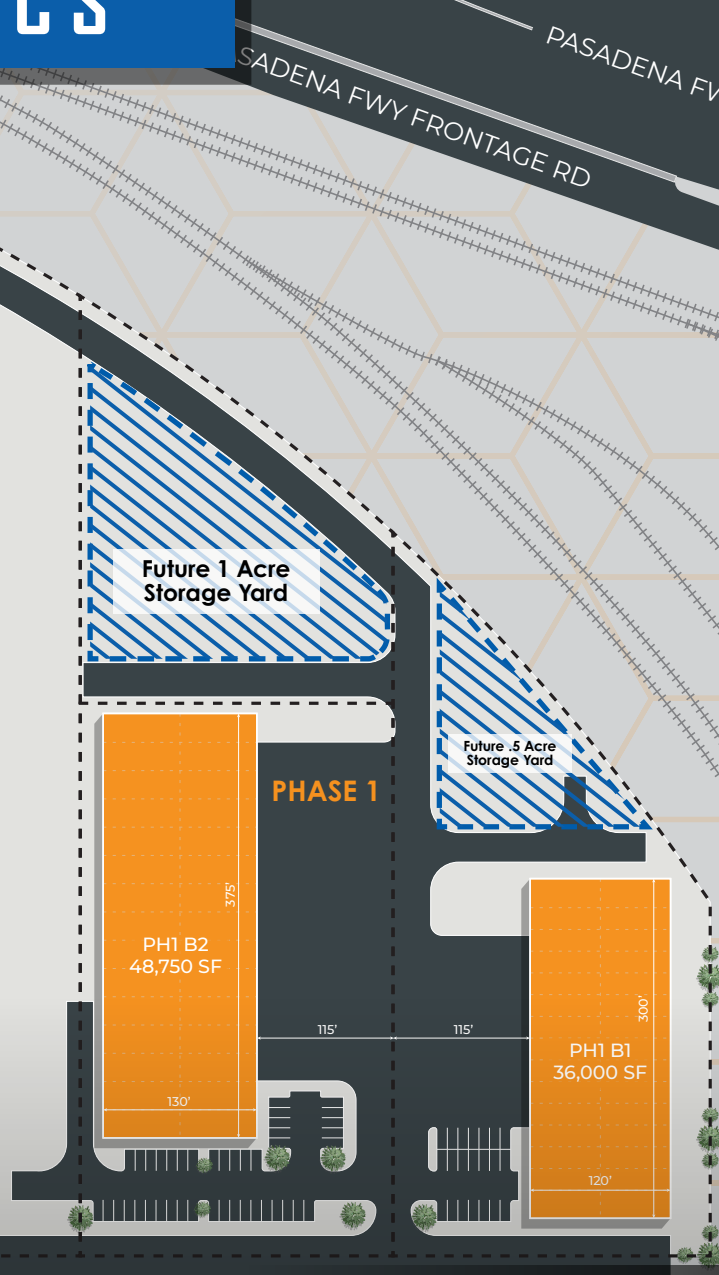 CS
PASADENA FW
SADENA FWY FRONTAGE RD
Future 1 Acre
Storage Yard
Future .5 Acre
Storage Yard
PHASE 1
375'
PH1 B2
48,750 SF
115'
115'
300'
PH1 B1
36,000 SF
130'
120'